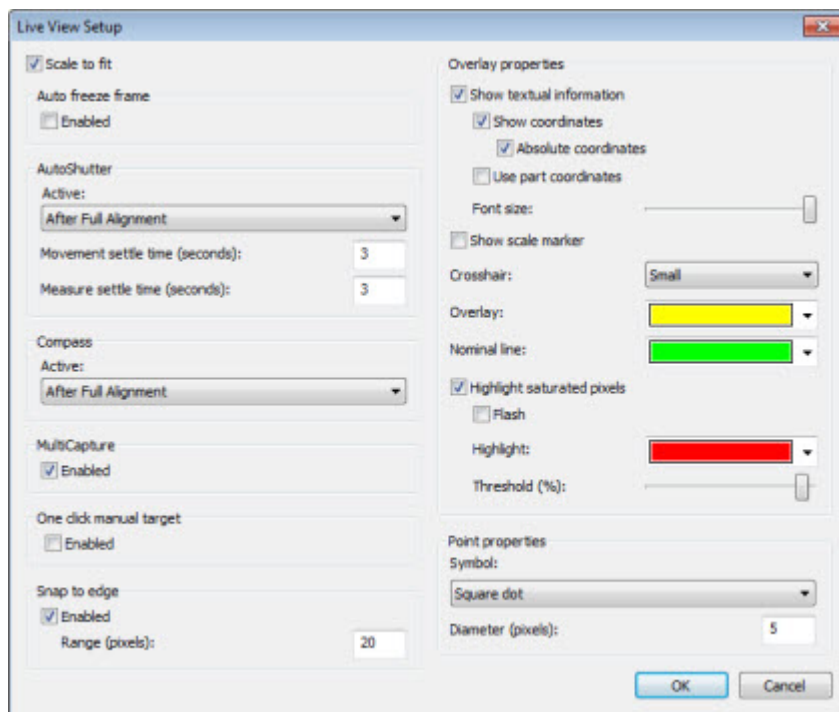 Live View Setup
Scale to fit
Auto freeze frame
Enabled
AutoShutter
Active:
After Full Alignment
Movement settle time (seconds):
3
Measure settle time (seconds):
3
Compass
Active:
After Full Alignment
MultiCapture
Enabled
One click manual target
Enabled
Snap to edge
Enabled
Range (pixels):
20
Overlay properties
Show textual information
Show coordinates
Absolute coordinates
Use part coordinates
Font size:
Show scale marker
Crosshair:
Small
Overlay:
Nominal line:
Highlight saturated pixels
Flash
Highlight:
Threshold (%):
Point properties
Symbol:
Square dot
Diameter (pixels):
5
OK
Cancel